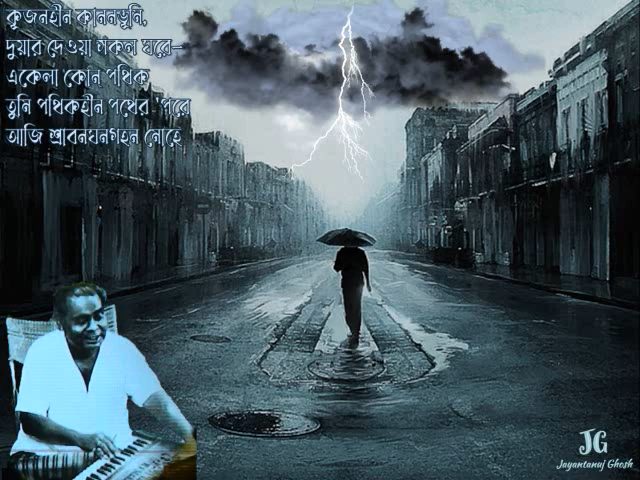 কূজনহীন কাননভূমি,
দুয়ার দেওয়া সকল ঘরে-
একেলা কোন পথিক
তুমি পথিকহীন পথের 'পরে
আজি শ্রাবনঘনগহন মোহে
JG
Jayantanuj Ghosh